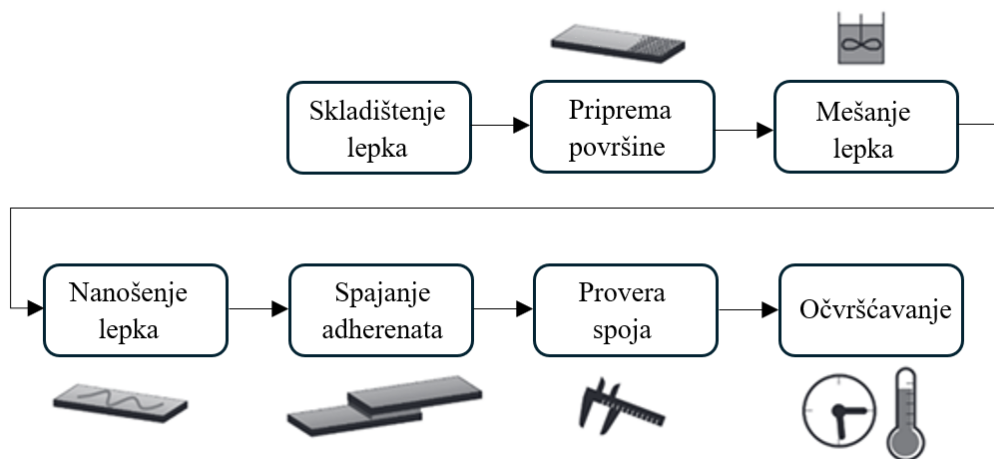 Skladištenje
lepka
Priprema
površine
Mešanje
lepka
Nanošenje
lepka
Spajanje
adherenata
Provera
spoja
Očvršćavanje